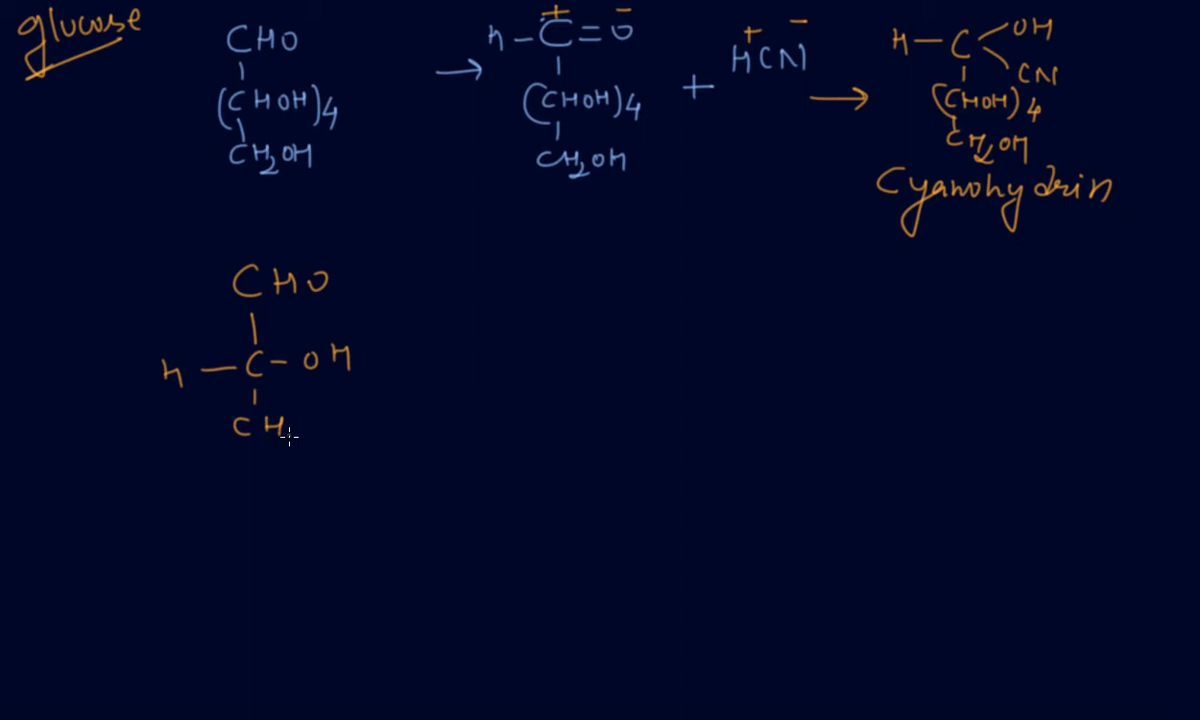 glucose
CHO
(CHOH)4
CH2OH
→
H–C=O
+ –
(CHOH)4
CH2OH
+
HCN
+ –
→
H–C OH
CN
(CHOH)4
CH2OH
Cyanohydrin
CHO
H–C–OH
CH